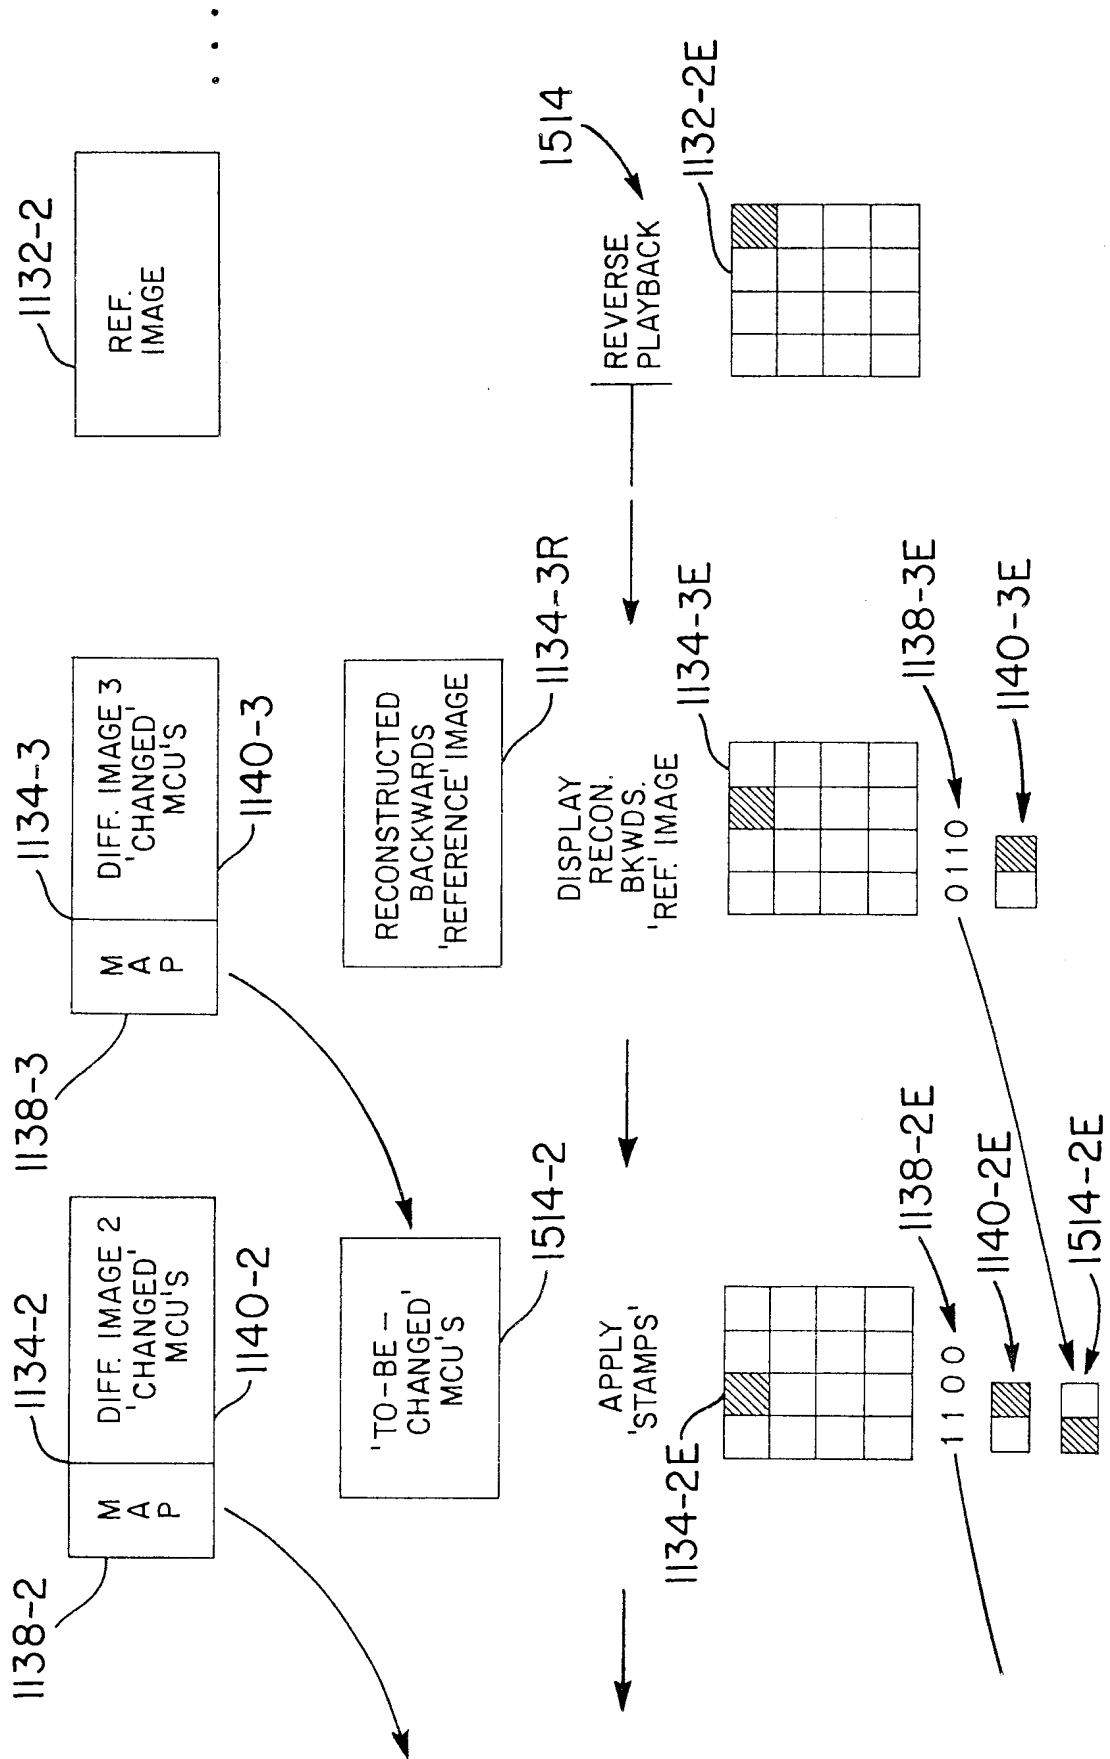 1138-2
1134-2
1138-3
1134-3
1132-2
M
A
P
DIFF. IMAGE 2
'CHANGED'
MCU'S
M
A
P
DIFF. IMAGE 3
'CHANGED'
MCU'S
REF.
IMAGE
1140-2
1140-3
'TO-BE-
CHANGED'
MCU'S
1514-2
RECONSTRUCTED
BACKWARDS
'REFERENCE' IMAGE
1134-3R
1514
APPLY
'STAMPS'
DISPLAY
RECON.
BKWDS.
'REF.' IMAGE
REVERSE
PLAYBACK
1134-2E
1134-3E
1132-2E
1100
1138-2E
0110
1138-3E
1140-2E
1140-3E
1514-2E